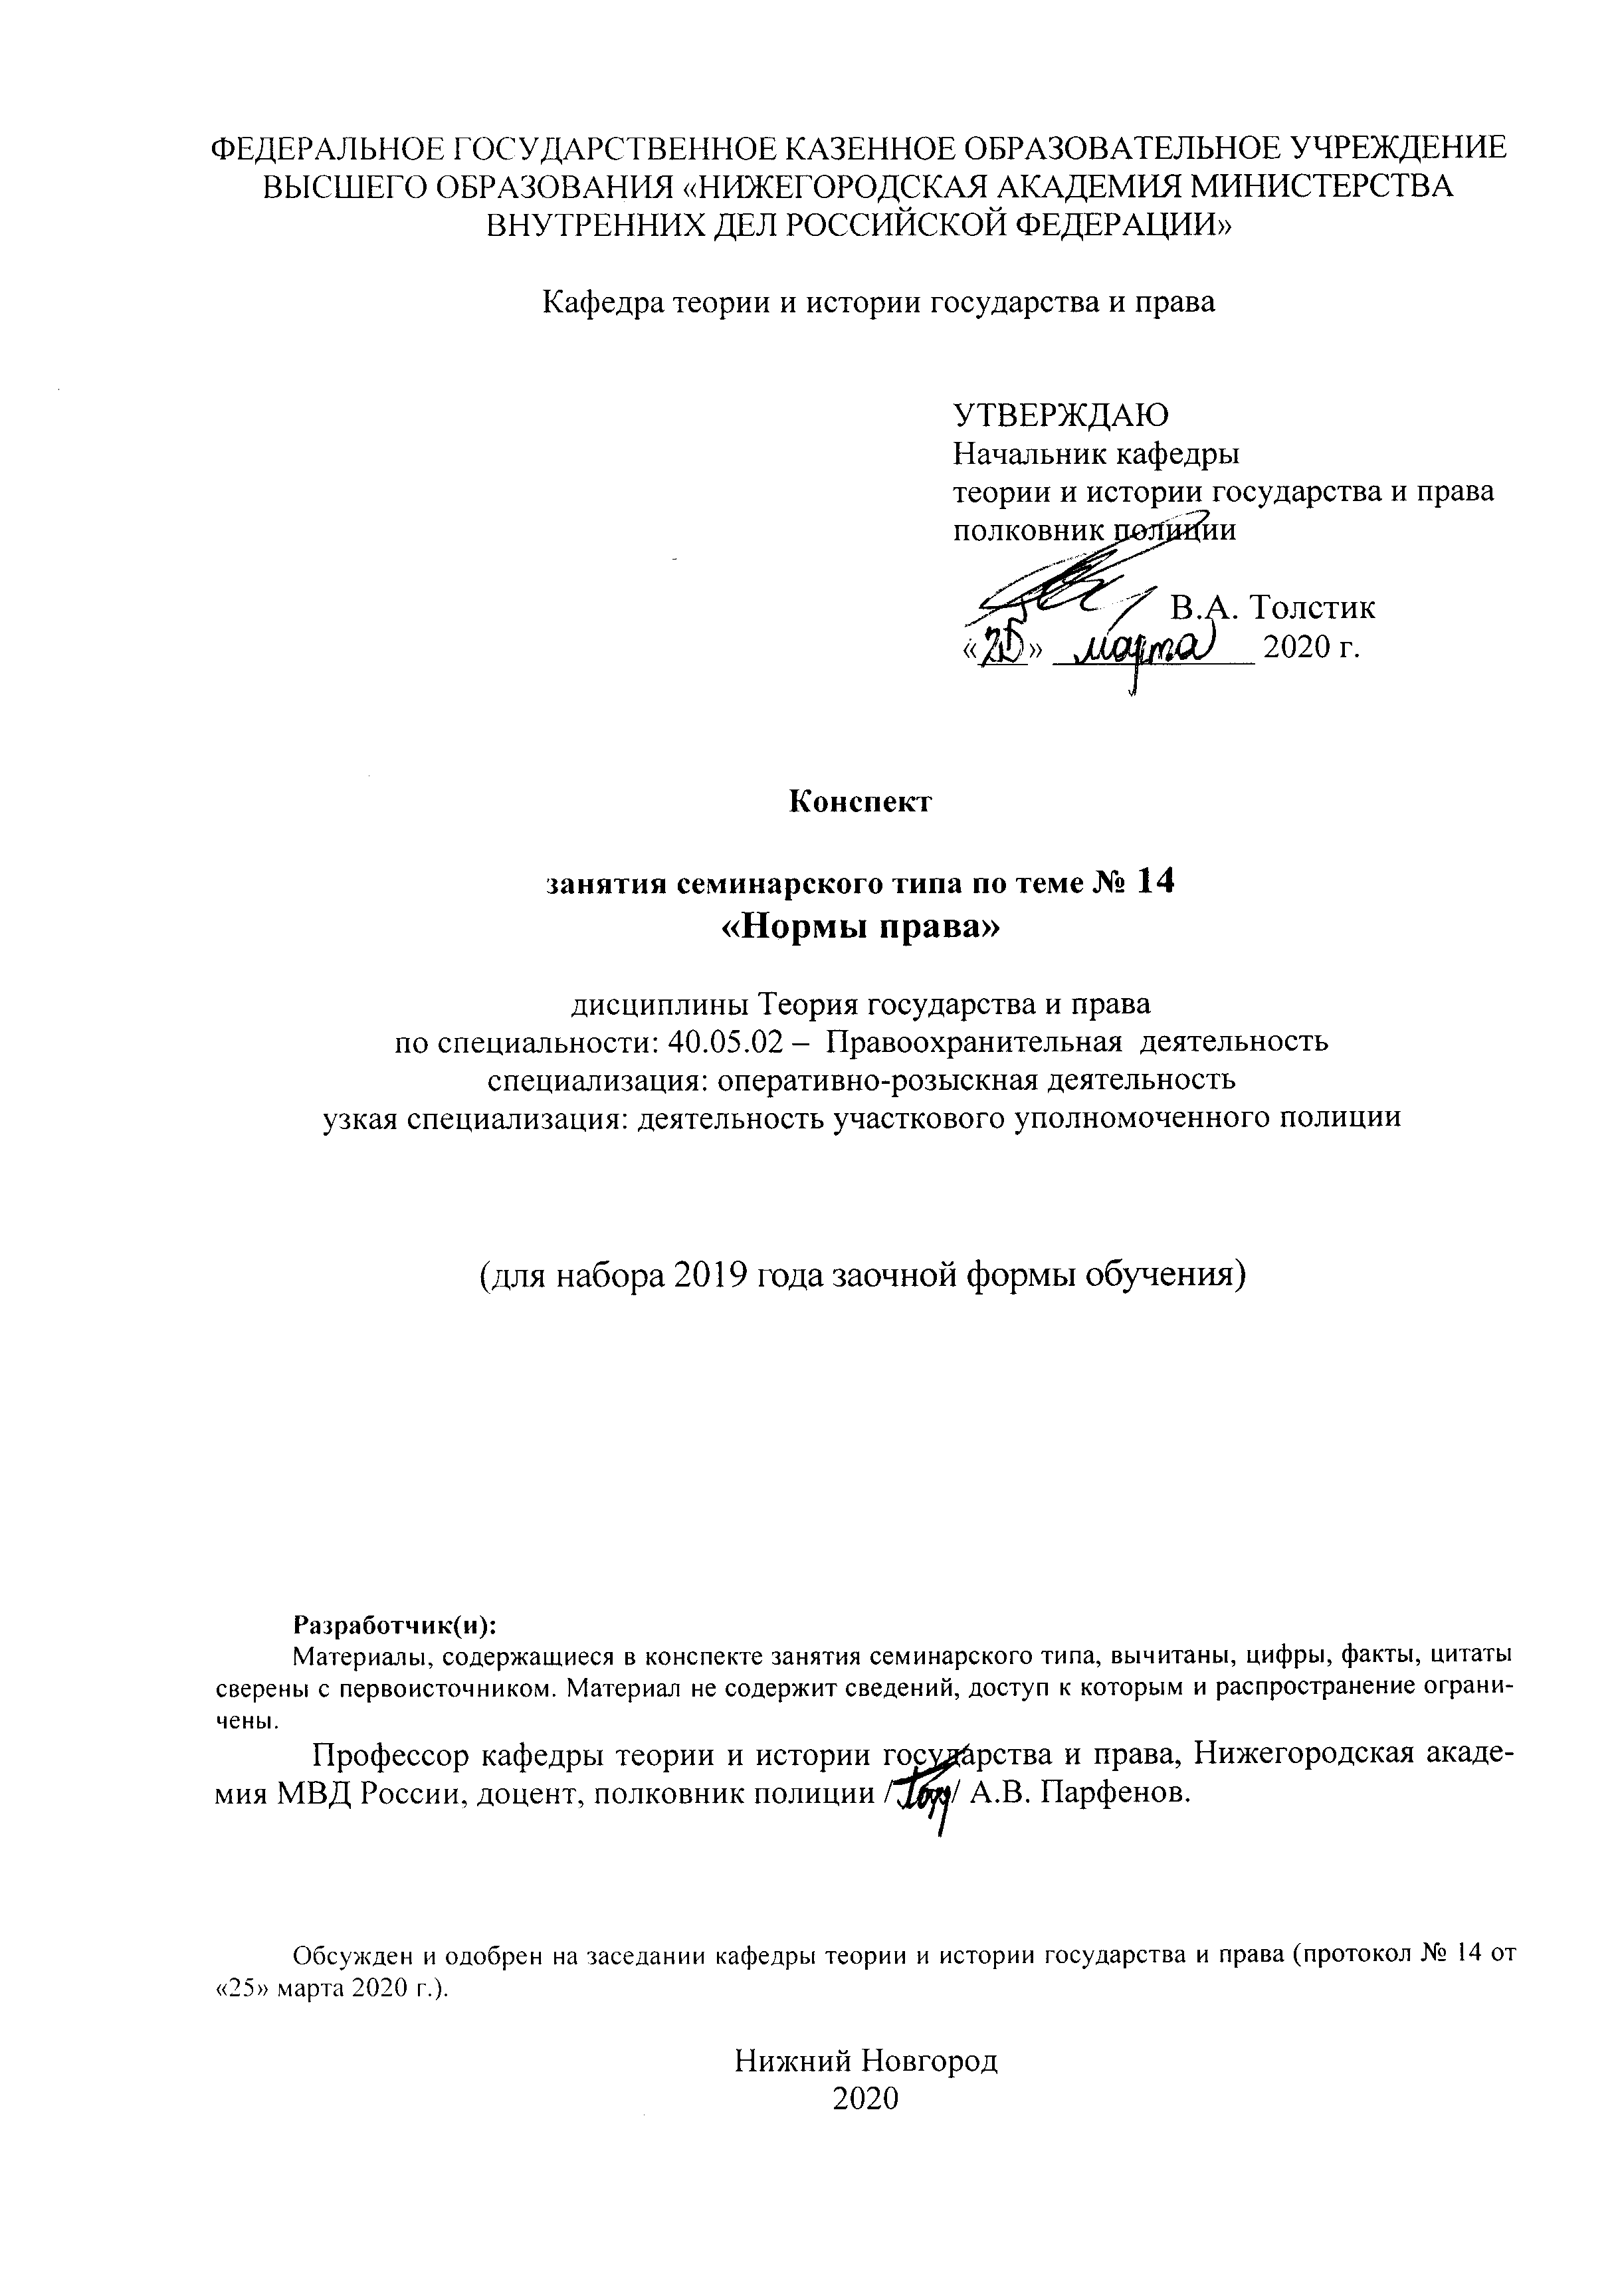 ФЕДЕРАЛЬНОЕ ГОСУДАРСТВЕННОЕ КАЗЕННОЕ ОБРАЗОВАТЕЛЬНОЕ УЧРЕЖДЕНИЕ
ВЫСШЕГО ОБРАЗОВАНИЯ «НИЖЕГОРОДСКАЯ АКАДЕМИЯ МИНИСТЕРСТВА
ВНУТРЕННИХ ДЕЛ РОССИЙСКОЙ ФЕДЕРАЦИИ»
Кафедра теории и истории государства и права
УТВЕРЖДАЮ
Начальник кафедры
теории и истории государства и права
полковник полиции
В.А. Толстик
«25» марта 2020 г.
Конспект
занятия семинарского типа по теме № 14
«Нормы права»
дисциплины Теория государства и права
по специальности: 40.05.02 – Правоохранительная деятельность
специализация: оперативно-розыскная деятельность
узкая специализация: деятельность участкового уполномоченного полиции
(для набора 2019 года заочной формы обучения)
Разработчик(и):
Материалы, содержащиеся в конспекте занятия семинарского типа, вычитаны, цифры, факты, цитаты
сверены с первоисточником. Материал не содержит сведений, доступ к которым и распространение ограни-
чены.
Профессор кафедры теории и истории государства и права, Нижегородская акаде-
мия МВД России, доцент, полковник полиции / / А.В. Парфенов.
Обсужден и одобрен на заседании кафедры теории и истории государства и права (протокол № 14 от
«25» марта 2020 г.).
Нижний Новгород
2020